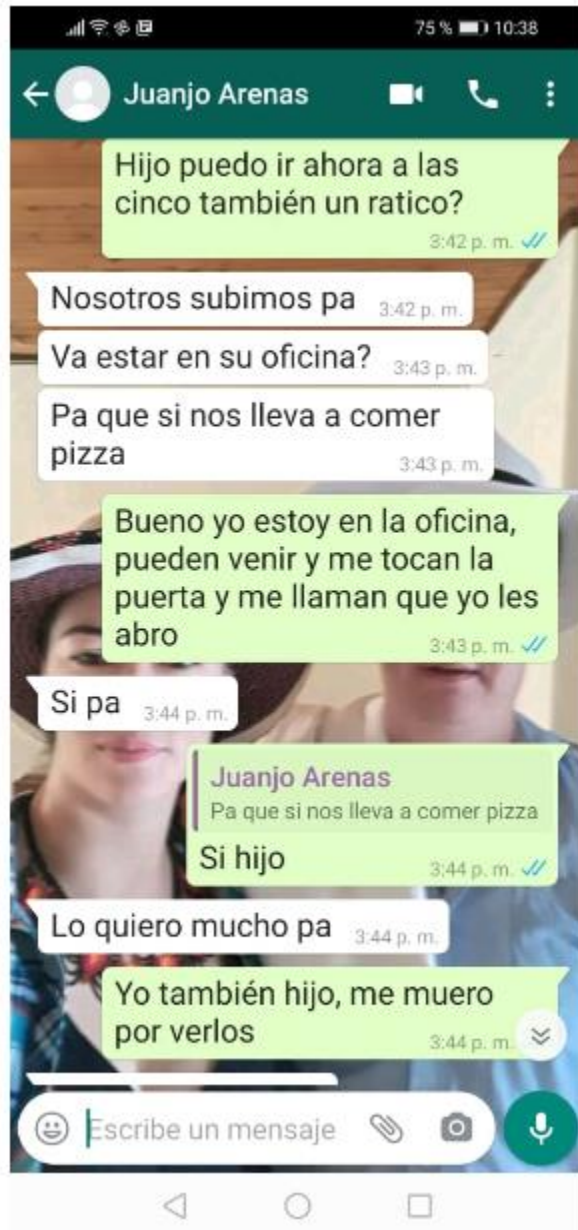 75 % 10:38
Juanjo Arenas
Hijo puedo ir ahora a las
cinco también un ratico?
3:42 p. m.
Nosotros subimos pa 3:42 p. m.
Va estar en su oficina? 3:43 p. m.
Pa que si nos lleva a comer
pizza 3:43 p. m.
Bueno yo estoy en la oficina,
pueden venir y me tocan la
puerta y me llaman que yo les
abro 3:43 p. m.
Si pa 3:44 p. m.
Juanjo Arenas
Pa que si nos lleva a comer pizza
Si hijo 3:44 p. m.
Lo quiero mucho pa 3:44 p. m.
Yo también hijo, me muero
por verlos 3:44 p. m.
Escribe un mensaje